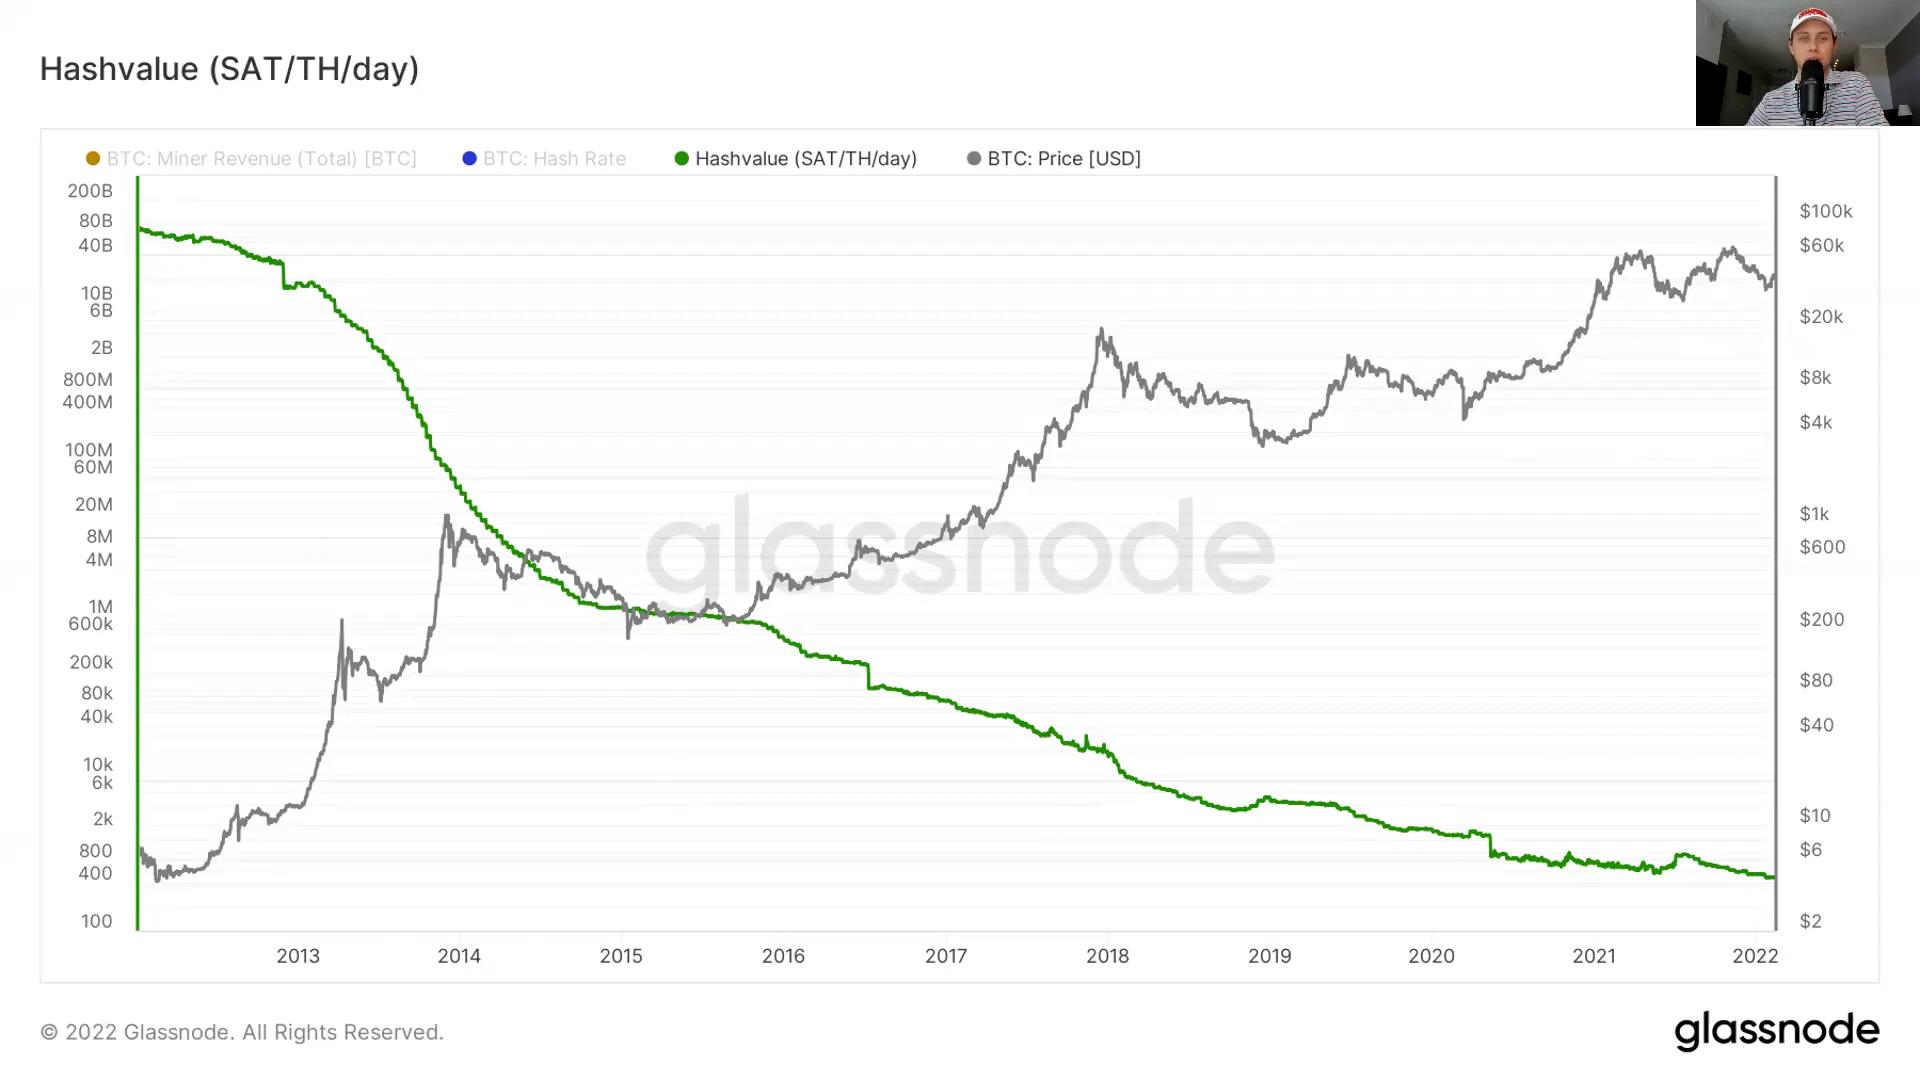 Hashvalue (SAT/TH/day)
BTC: Miner Revenue (Total) [BTC] BTC: Hash Rate Hashvalue (SAT/TH/day) BTC: Price [USD]
200B
80B
40B
10B
6B
2B
800M
400M
100M
60M
20M
8M
4M
1M
600k
200k
80k
40k
10k
6k
2k
800
400
100
$100k
$60k
$20k
$8k
$4k
$1k
$600
$200
$80
$40
$10
$6
$2
glassnode
2013 2014 2015 2016 2017 2018 2019 2020 2021 2022
© 2022 Glassnode. All Rights Reserved.
glassnode